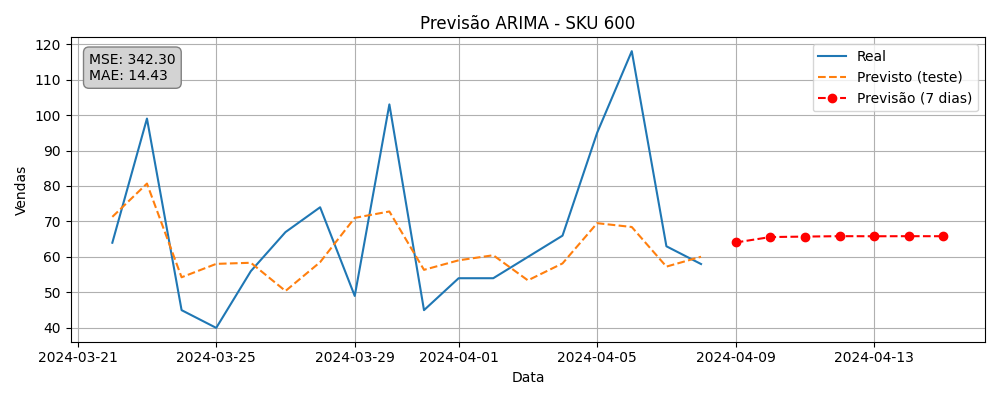 Previsão ARIMA - SKU 600
MSE: 342.30
MAE: 14.43
Real
Previsto (teste)
Previsão (7 dias)
Vendas
120
110
100
90
80
70
60
50
40
2024-03-21
2024-03-25
2024-03-29
2024-04-01
2024-04-05
2024-04-09
2024-04-13
Data